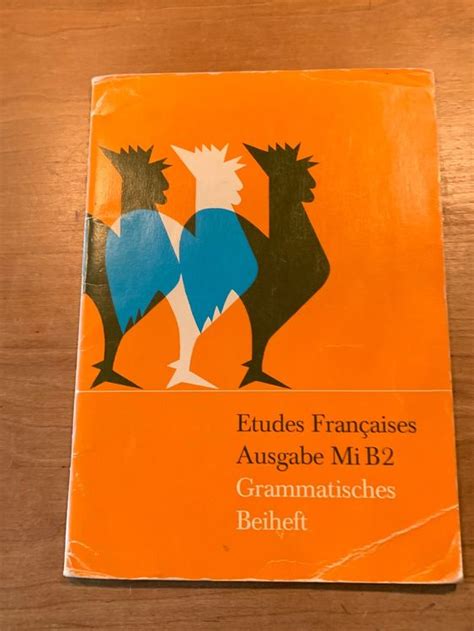 Etudes Françaises
Ausgabe Mi B2
Grammatisches
Beiheft